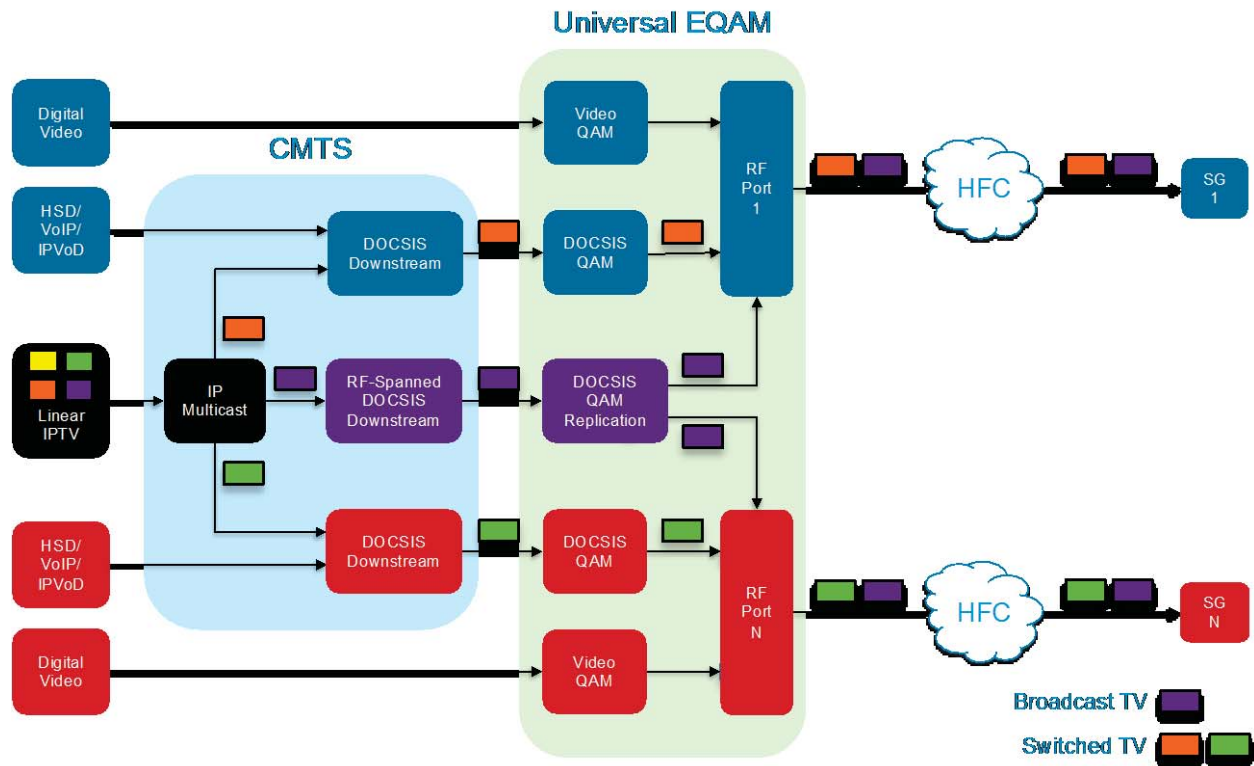 Universal EQAM
Digital
Video
Video
QAM
CMTS
RF
Port
1
HFC
SG
1
HSD/
VoIP/
IPVoD
DOCSIS
Downstream
DOCSIS
QAM
Linear
IPTV
IP
Multicast
RF-Spanned
DOCSIS
Downstream
DOCSIS
QAM
Replication
HSD/
VoIP/
IPVoD
DOCSIS
Downstream
DOCSIS
QAM
RF
Port
N
HFC
SG
N
Digital
Video
Video
QAM
Broadcast TV
Switched TV